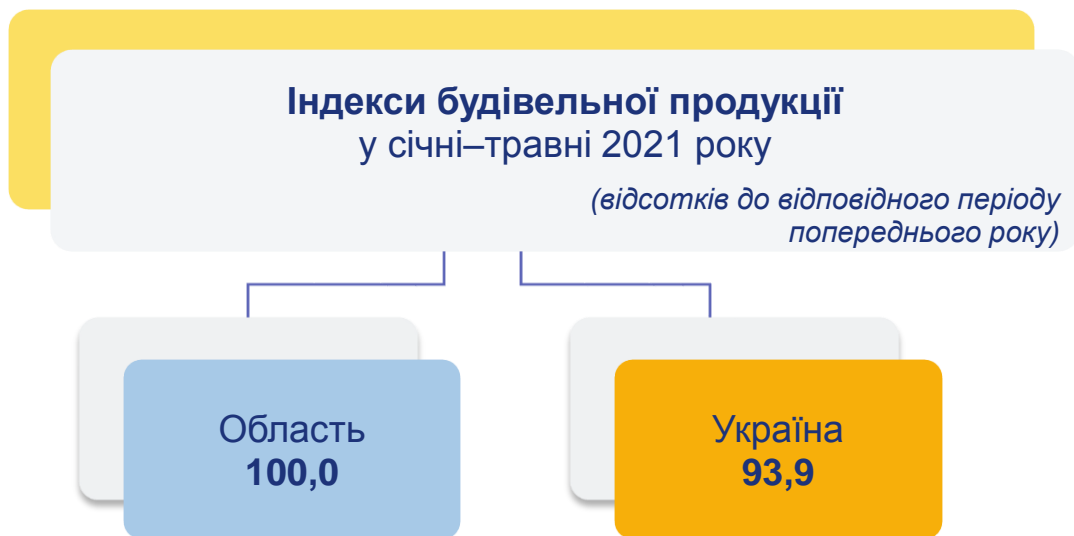 Індекси будівельної продукції
у січні–травні 2021 року
(відсотків до відповідного періоду
попереднього року)
Область
100,0
Україна
93,9